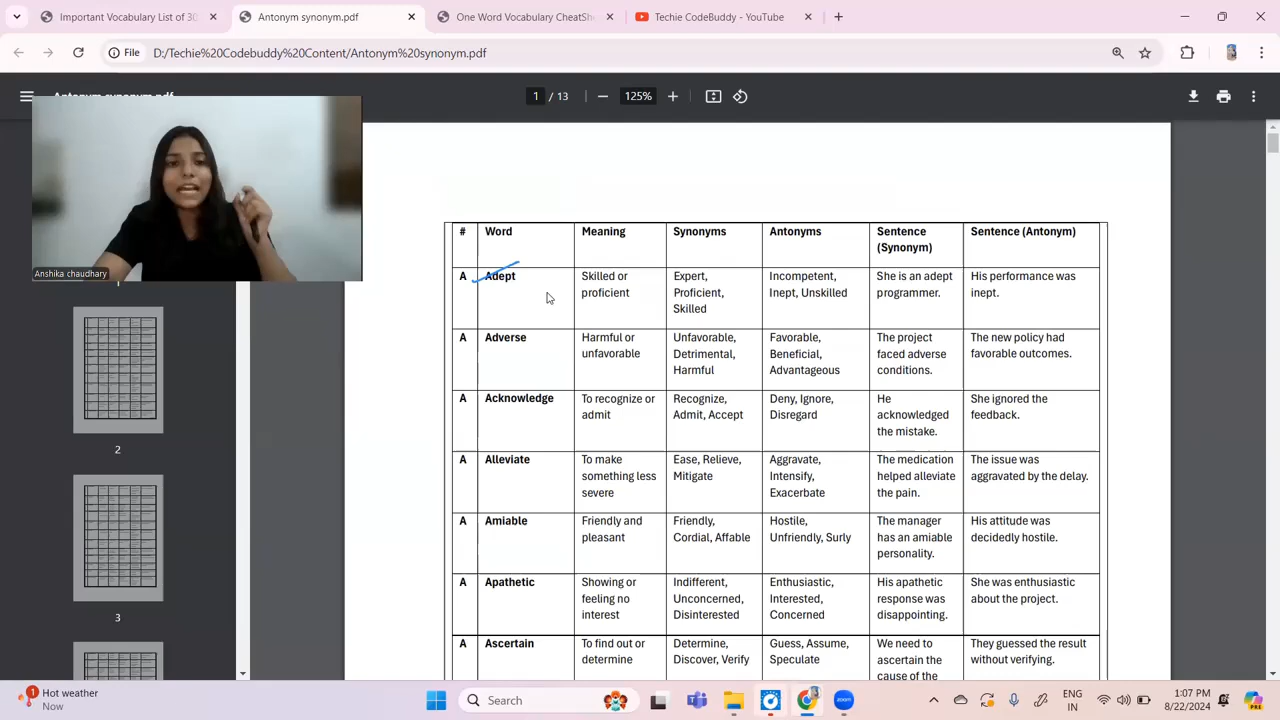 Important Vocabulary List of 30
Antonym synonym.pdf
One Word Vocabulary CheatSh
Techie CodeBuddy - YouTube
File D:/Techie%20Codebuddy%20Content/Antonym%20synonym.pdf
Antonym synonym.pdf
1 / 13
125%
Anshika chaudhary
1
2
3
# Word Meaning Synonyms Antonyms Sentence Sentence (Antonym)
(Synonym)
A Adept Skilled or Expert, Incompetent, She is an adept His performance was
proficient Proficient, Inept, Unskilled programmer. inept.
Skilled
A Adverse Harmful or Unfavorable, Favorable, The project The new policy had
unfavorable Detrimental, Beneficial, faced adverse favorable outcomes.
Harmful Advantageous conditions.
A Acknowledge To recognize or Recognize, Deny, Ignore, He She ignored the
admit Admit, Accept Disregard acknowledged feedback.
the mistake.
A Alleviate To make Ease, Relieve, Aggravate, The medication The issue was
something less Mitigate Intensify, helped alleviate aggravated by the delay.
severe Exacerbate the pain.
A Amiable Friendly and Friendly, Hostile, The manager His attitude was
pleasant Cordial, Affable Unfriendly, Surly has an amiable decidedly hostile.
personality.
A Apathetic Showing or Indifferent, Enthusiastic, His apathetic She was enthusiastic
feeling no Unconcerned, Interested, response was about the project.
interest Disinterested Concerned disappointing.
A Ascertain To find out or Determine, Guess, Assume, We need to They guessed the result
determine Discover, Verify Speculate ascertain the without verifying.
cause of the
1
Hot weather
Now
Search
zoom
ENG
IN
1:07 PM
8/22/2024